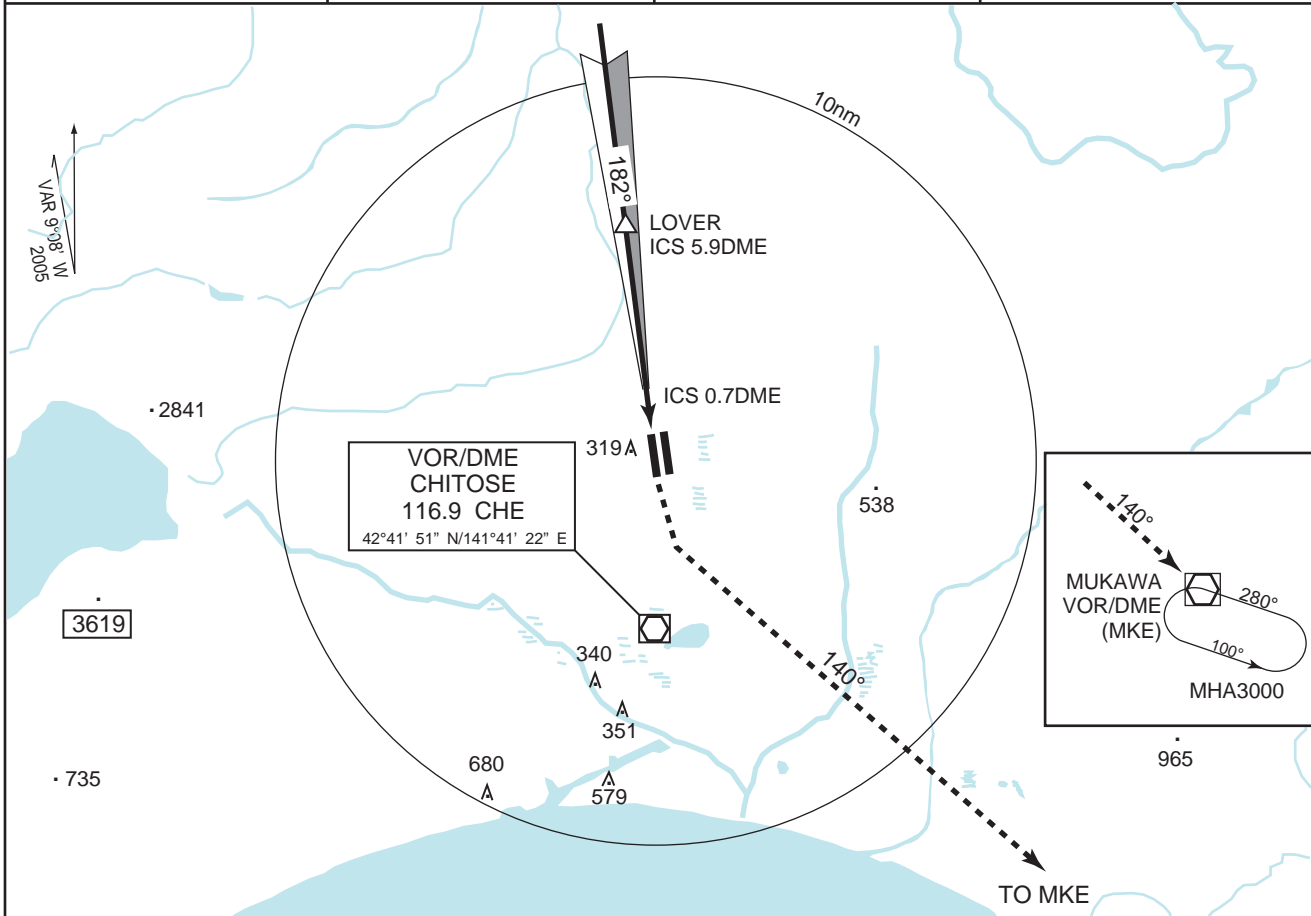 10nm
182°
VAR 9°08' W
2005
LOVER
ICS 5.9DME
ICS 0.7DME
2841
319
VOR/DME
CHITOSE
116.9 CHE
42°41' 51" N/141°41' 22" E
538
140°
MUKAWA
VOR/DME
(MKE)
280°
100°
MHA3000
3619
340
351
140°
965
735
680
579
TO MKE